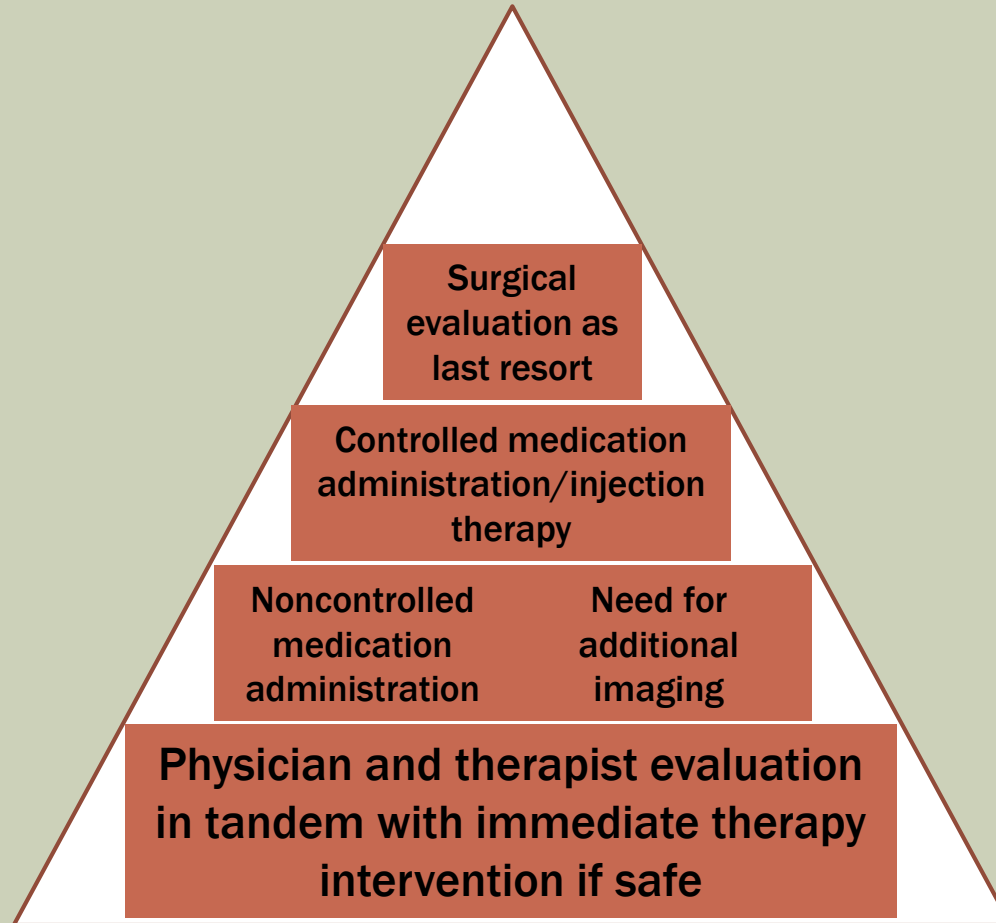 Surgical
evaluation as
last resort
Controlled medication
administration/injection
therapy
Noncontrolled
medication
administration
Need for
additional
imaging
Physician and therapist evaluation
in tandem with immediate therapy
intervention if safe